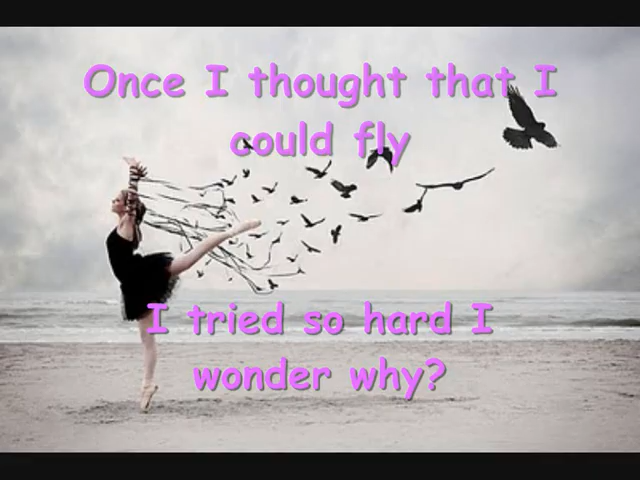 Once I thought that I
could fly
I tried so hard I
wonder why?